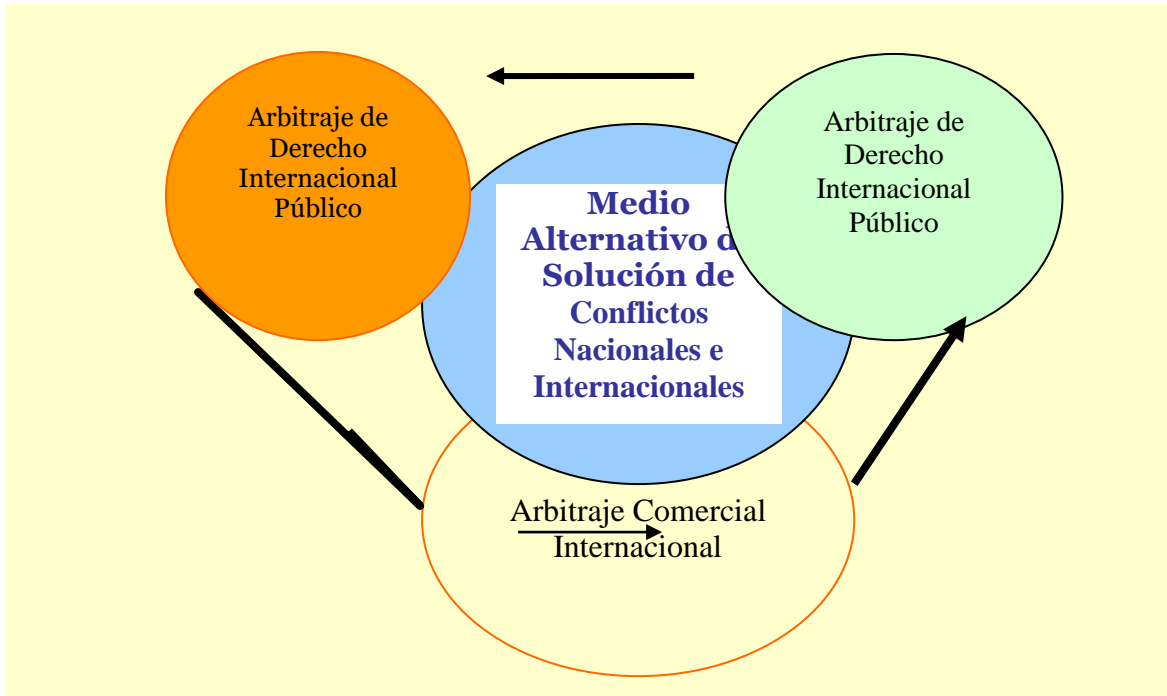 Arbitraje de
Derecho
Internacional
Público
Medio
Alternativo d
Solución de
Conflictos
Nacionales e
Internacionales
Arbitraje de
Derecho
Internacional
Público
Arbitraje Comercial
Internacional